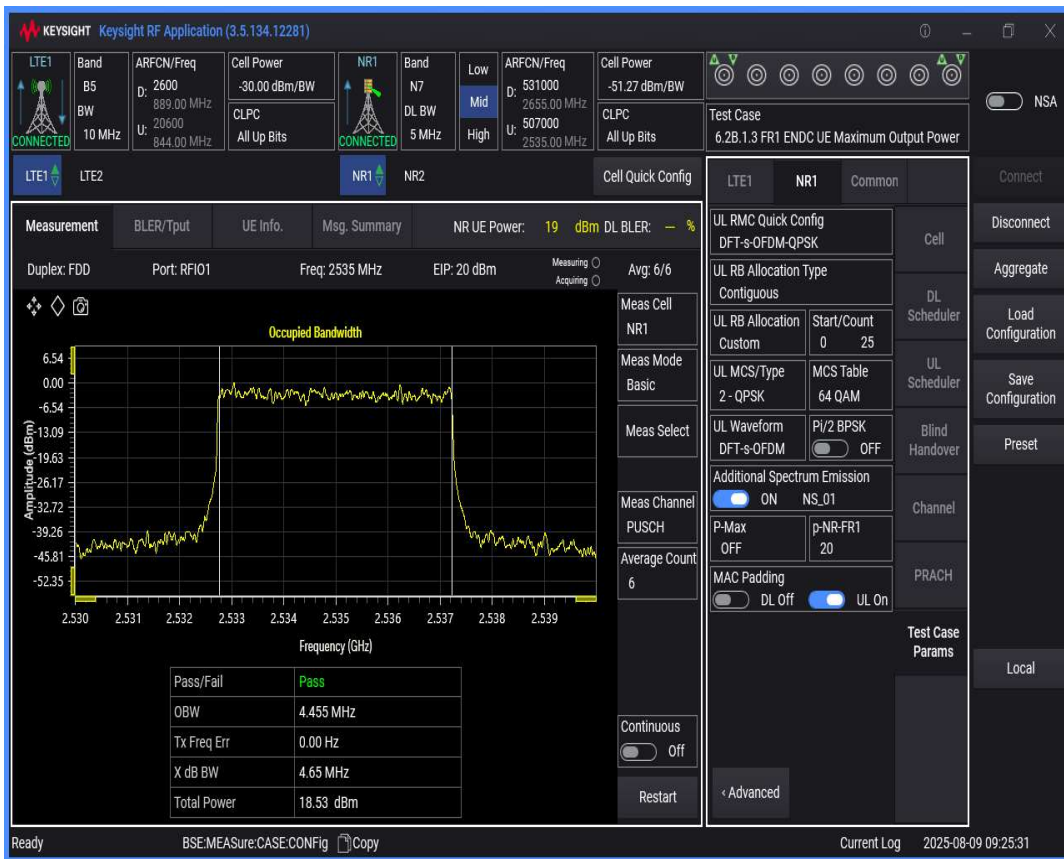 KEYSIGHT Keysight RF Application (3.5.134.12281)
LTE1
CONNECTED
Band
B5
BW
10 MHz
ARFCN/Freq
D: 2600
889.00 MHz
U: 20600
844.00 MHz
Cell Power
-30.00 dBm/BW
CLPC
All Up Bits
NR1
CONNECTED
Band
N7
DL BW
5 MHz
Low
Mid
High
ARFCN/Freq
D: 531000
2655.00 MHz
U: 507000
2535.00 MHz
Cell Power
-51.27 dBm/BW
CLPC
All Up Bits
Test Case
6.2B.1.3 FR1 ENDC UE Maximum Output Power
NSA
LTE1 LTE2 NR1 NR2 Cell Quick Config
Measurement BLER/Tput UE Info. Msg. Summary NR UE Power: 19 dBm DL BLER: — %
Duplex: FDD Port: RFIO1 Freq: 2535 MHz EIP: 20 dBm Measuring Acquiring Avg: 6/6
Occupied Bandwidth
Amplitude (dBm)
6.54
0.00
-6.54
-13.09
-19.63
-26.17
-32.72
-39.26
-45.81
-52.35
2.530 2.531 2.532 2.533 2.534 2.535 2.536 2.537 2.538 2.539
Frequency (GHz)
Pass/Fail Pass
OBW 4.455 MHz
Tx Freq Err 0.00 Hz
X dB BW 4.65 MHz
Total Power 18.53 dBm
Meas Cell
NR1
Meas Mode
Basic
Meas Select
Meas Channel
PUSCH
Average Count
6
Continuous
Off
Restart
LTE1 NR1 Common
UL RMC Quick Config
DFT-s-OFDM-QPSK
UL RB Allocation Type
Contiguous
UL RB Allocation Start/Count
Custom 0 25
UL MCS/Type MCS Table
2 - QPSK 64 QAM
UL Waveform Pi/2 BPSK
DFT-s-OFDM OFF
Additional Spectrum Emission
ON NS_01
P-Max p-NR-FR1
OFF 20
MAC Padding
DL Off UL On
‹ Advanced
Cell
DL
Scheduler
UL
Scheduler
Blind
Handover
Channel
PRACH
Test Case
Params
Connect
Disconnect
Aggregate
Load
Configuration
Save
Configuration
Preset
Local
Ready BSE:MEASure:CASE:CONFig Copy Current Log 2025-08-09 09:25:31